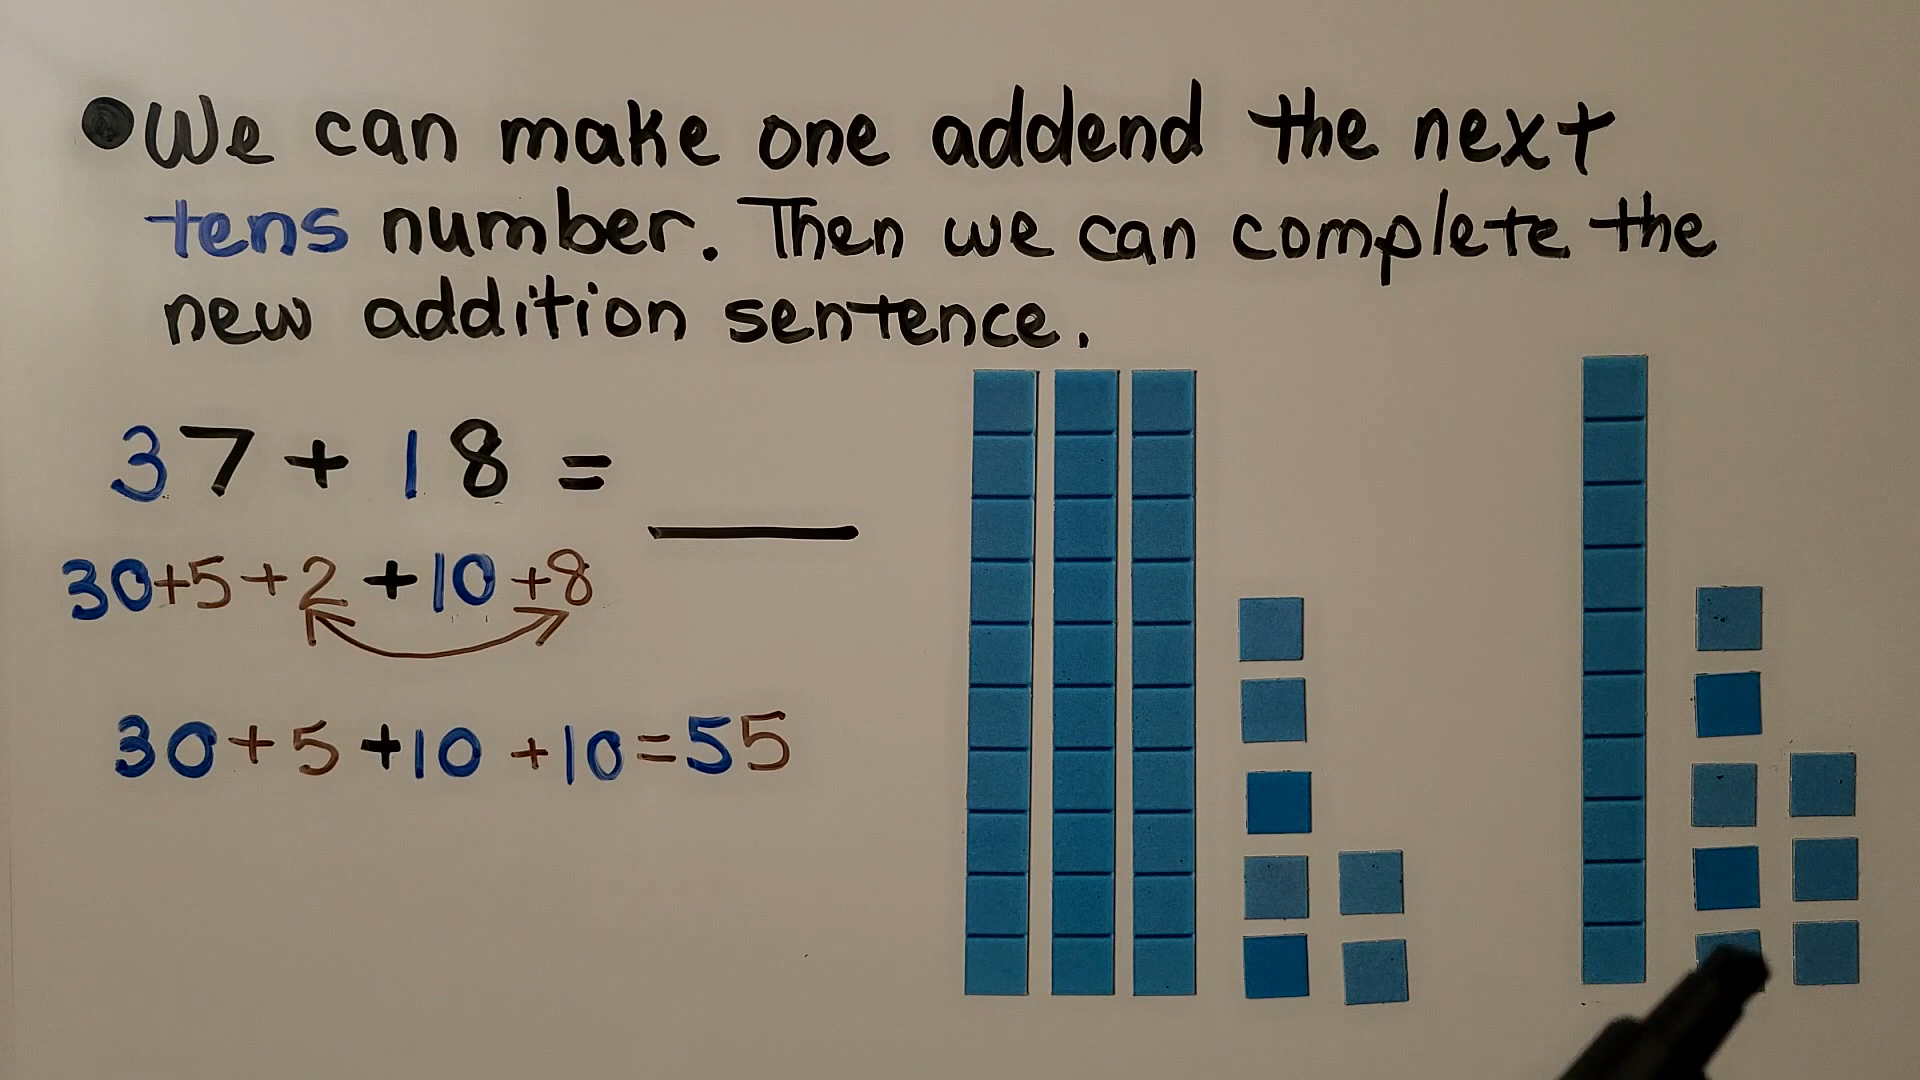 We can make one addend the next
tens number. Then we can complete the
new addition sentence.
37 + 18 = ____
30+5+2+10+8
30+5+10+10=55